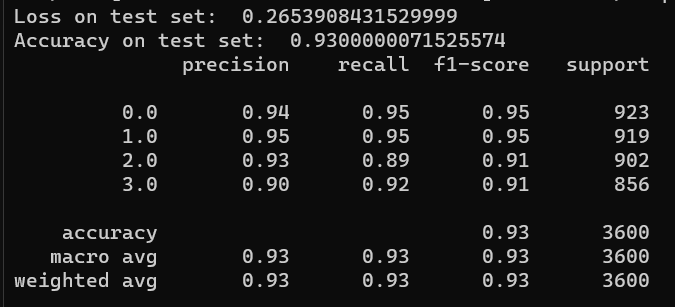 Loss on test set:  0.2653908431529999
Accuracy on test set:  0.9300000071525574
precision recall f1-score support
0.0 0.94 0.95 0.95 923
1.0 0.95 0.95 0.95 919
2.0 0.93 0.89 0.91 902
3.0 0.90 0.92 0.91 856
accuracy 0.93 3600
macro avg 0.93 0.93 0.93 3600
weighted avg 0.93 0.93 0.93 3600